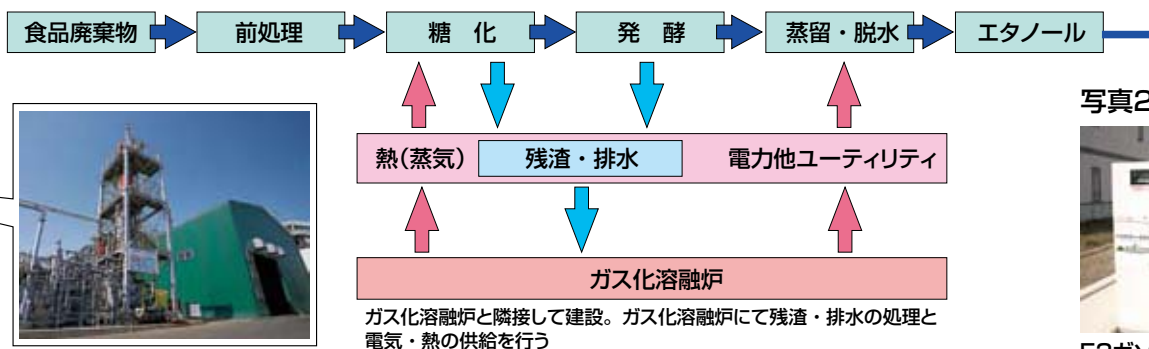 食品廃棄物
前処理
糖 化
発 酵
蒸留・脱水
エタノール
写真2
熱(蒸気)
残渣・排水
電力他ユーティリティ
ガス化溶融炉
ガス化溶融炉と隣接して建設。ガス化溶融炉にて残渣・排水の処理と
電気・熱の供給を行う